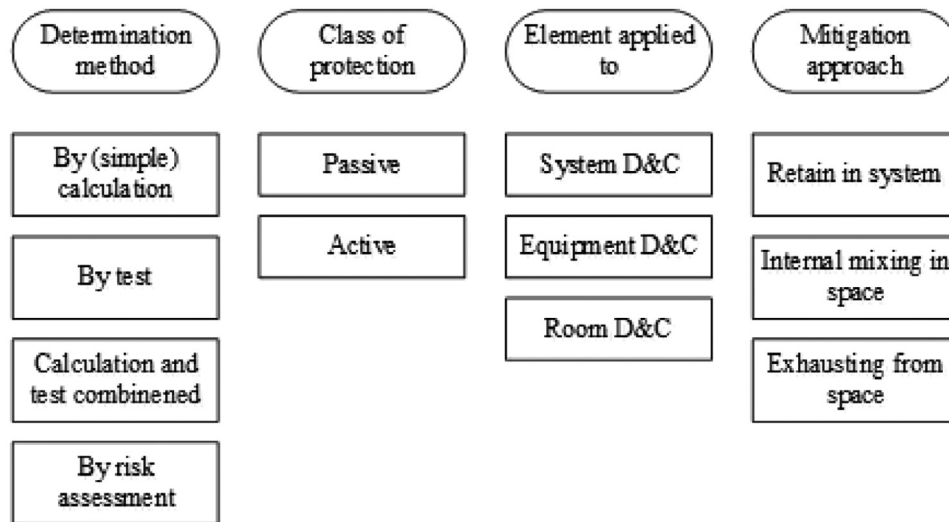 Determination
method
By (simple)
calculation
By test
Calculation and
test combinened
By risk
assessment
Class of
protection
Passive
Active
Element applied
to
System D&C
Equipment D&C
Room D&C
Mitigation
approach
Retain in system
Internal mixing in
space
Exhausting from
space